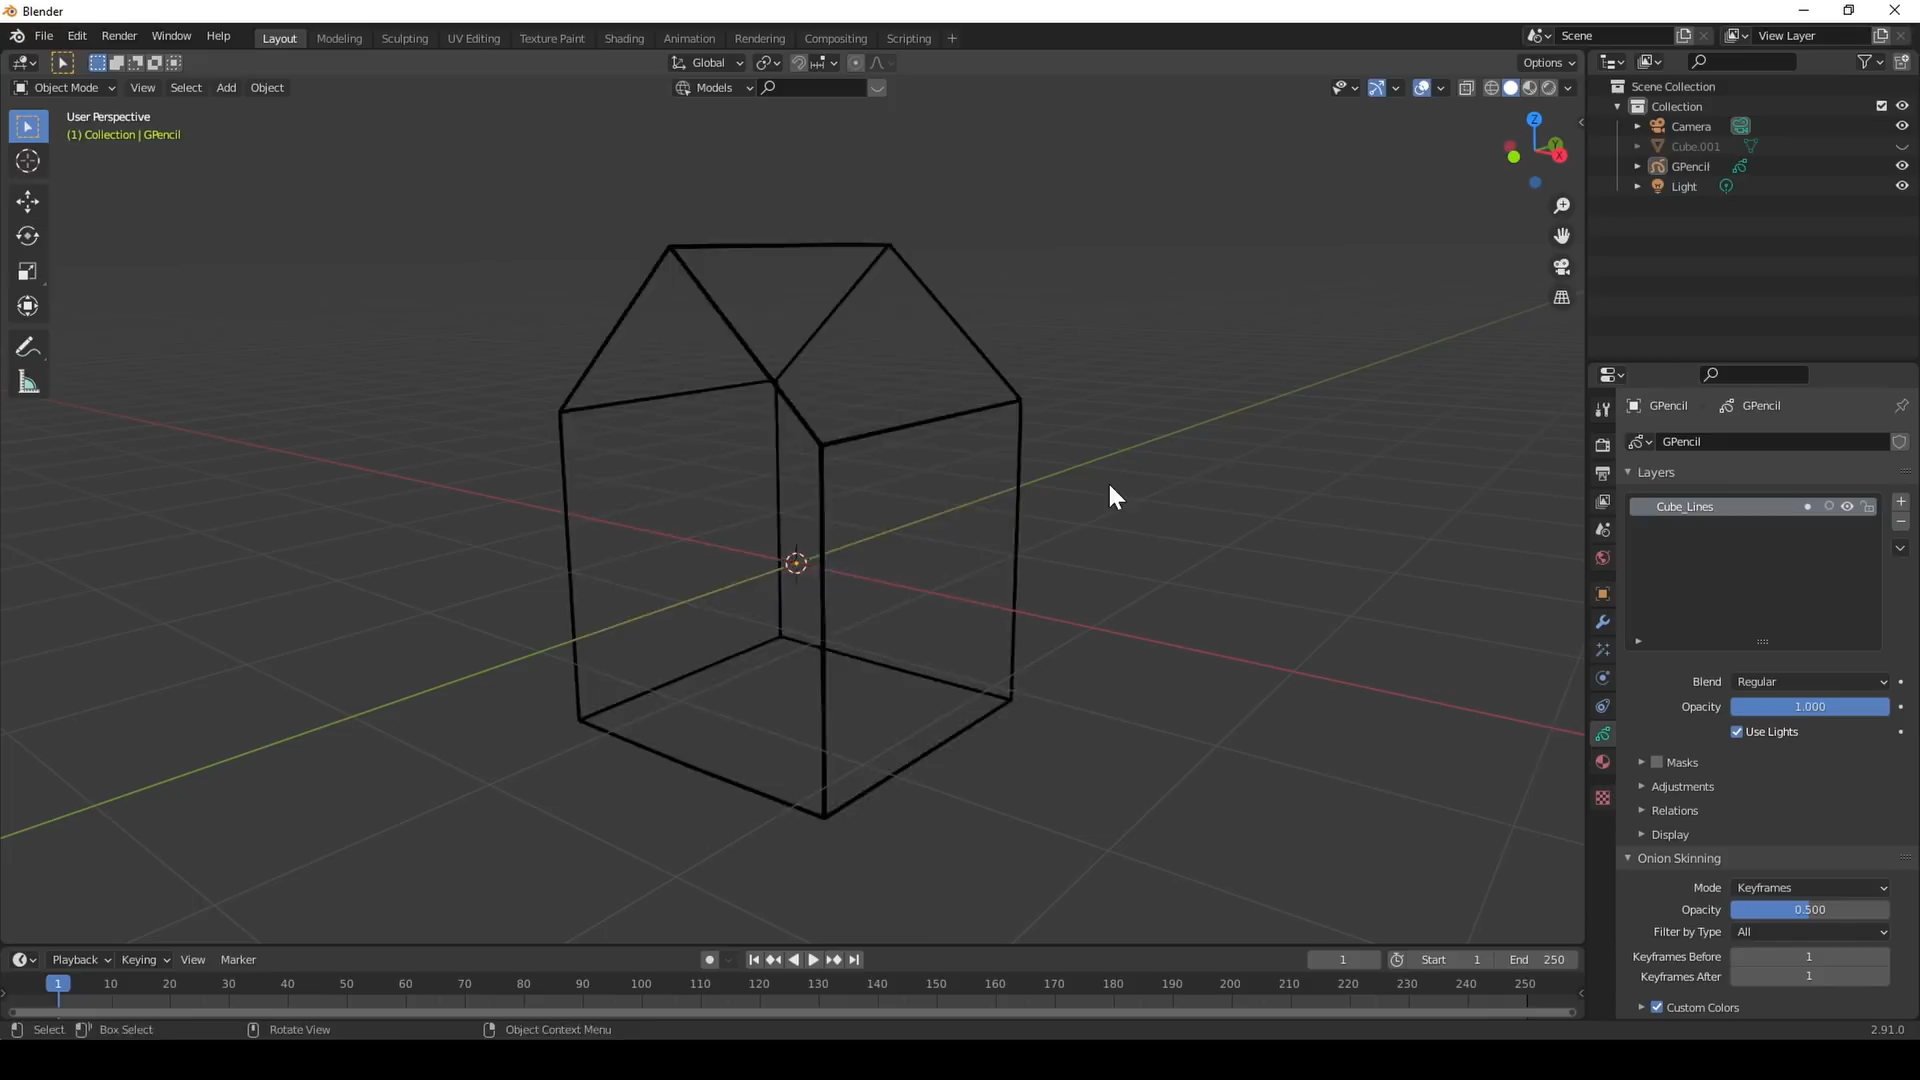 Blender
File Edit Render Window Help Layout Modeling Sculpting UV Editing Texture Paint Shading Animation Rendering Compositing Scripting + Scene View Layer
Global Options
Object Mode View Select Add Object Models
User Perspective
(1) Collection | GPencil
Z
Y
X
Scene Collection
Collection
Camera
Cube.001
GPencil
Light
GPencil GPencil
GPencil
Layers
Cube_Lines
Blend Regular
Opacity 1.000
Use Lights
Masks
Adjustments
Relations
Display
Onion Skinning
Mode Keyframes
Opacity 0.500
Filter by Type All
Keyframes Before 1
Keyframes After 1
Custom Colors
Playback Keying View Marker 1 Start 1 End 250
1 10 20 30 40 50 60 70 80 90 100 110 120 130 140 150 160 170 180 190 200 210 220 230 240 250
Select Box Select Rotate View Object Context Menu 2.91.0